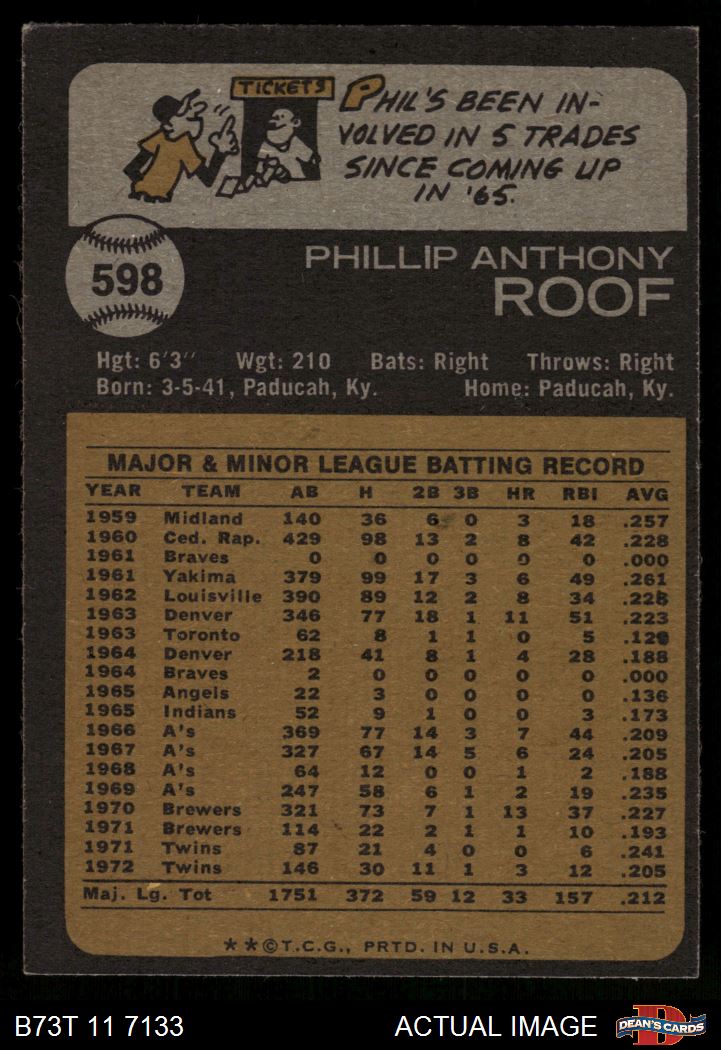 TICKETS
PHIL'S BEEN IN-
VOLVED IN 5 TRADES
SINCE COMING UP
IN '65.
598
PHILLIP ANTHONY
ROOF
Hgt: 6'3" Wgt: 210 Bats: Right Throws: Right
Born: 3-5-41, Paducah, Ky. Home: Paducah, Ky.
MAJOR & MINOR LEAGUE BATTING RECORD
YEAR TEAM AB H 2B 3B HR RBI AVG
1959 Midland 140 36 6 0 3 18 .257
1960 Ced. Rap. 429 98 13 2 8 42 .228
1961 Braves 0 0 0 0 0 0 .000
1961 Yakima 379 99 17 3 6 49 .261
1962 Louisville 390 89 12 2 8 34 .228
1963 Denver 346 77 18 1 11 51 .223
1963 Toronto 62 8 1 1 0 5 .129
1964 Denver 218 41 8 1 4 28 .188
1964 Braves 2 0 0 0 0 0 .000
1965 Angels 22 3 0 0 0 0 .136
1965 Indians 52 9 1 0 0 3 .173
1966 A's 369 77 14 3 7 44 .209
1967 A's 327 67 14 5 6 24 .205
1968 A's 64 12 0 0 1 2 .188
1969 A's 247 58 6 1 2 19 .235
1970 Brewers 321 73 7 1 13 37 .227
1971 Brewers 114 22 2 1 1 10 .193
1971 Twins 87 21 4 0 0 6 .241
1972 Twins 146 30 11 1 3 12 .205
Maj. Lg. Tot 1751 372 59 12 33 157 .212
**©T.C.G., PRTD. IN U.S.A.
B73T 11 7133 ACTUAL IMAGE D DEAN'S CARDS